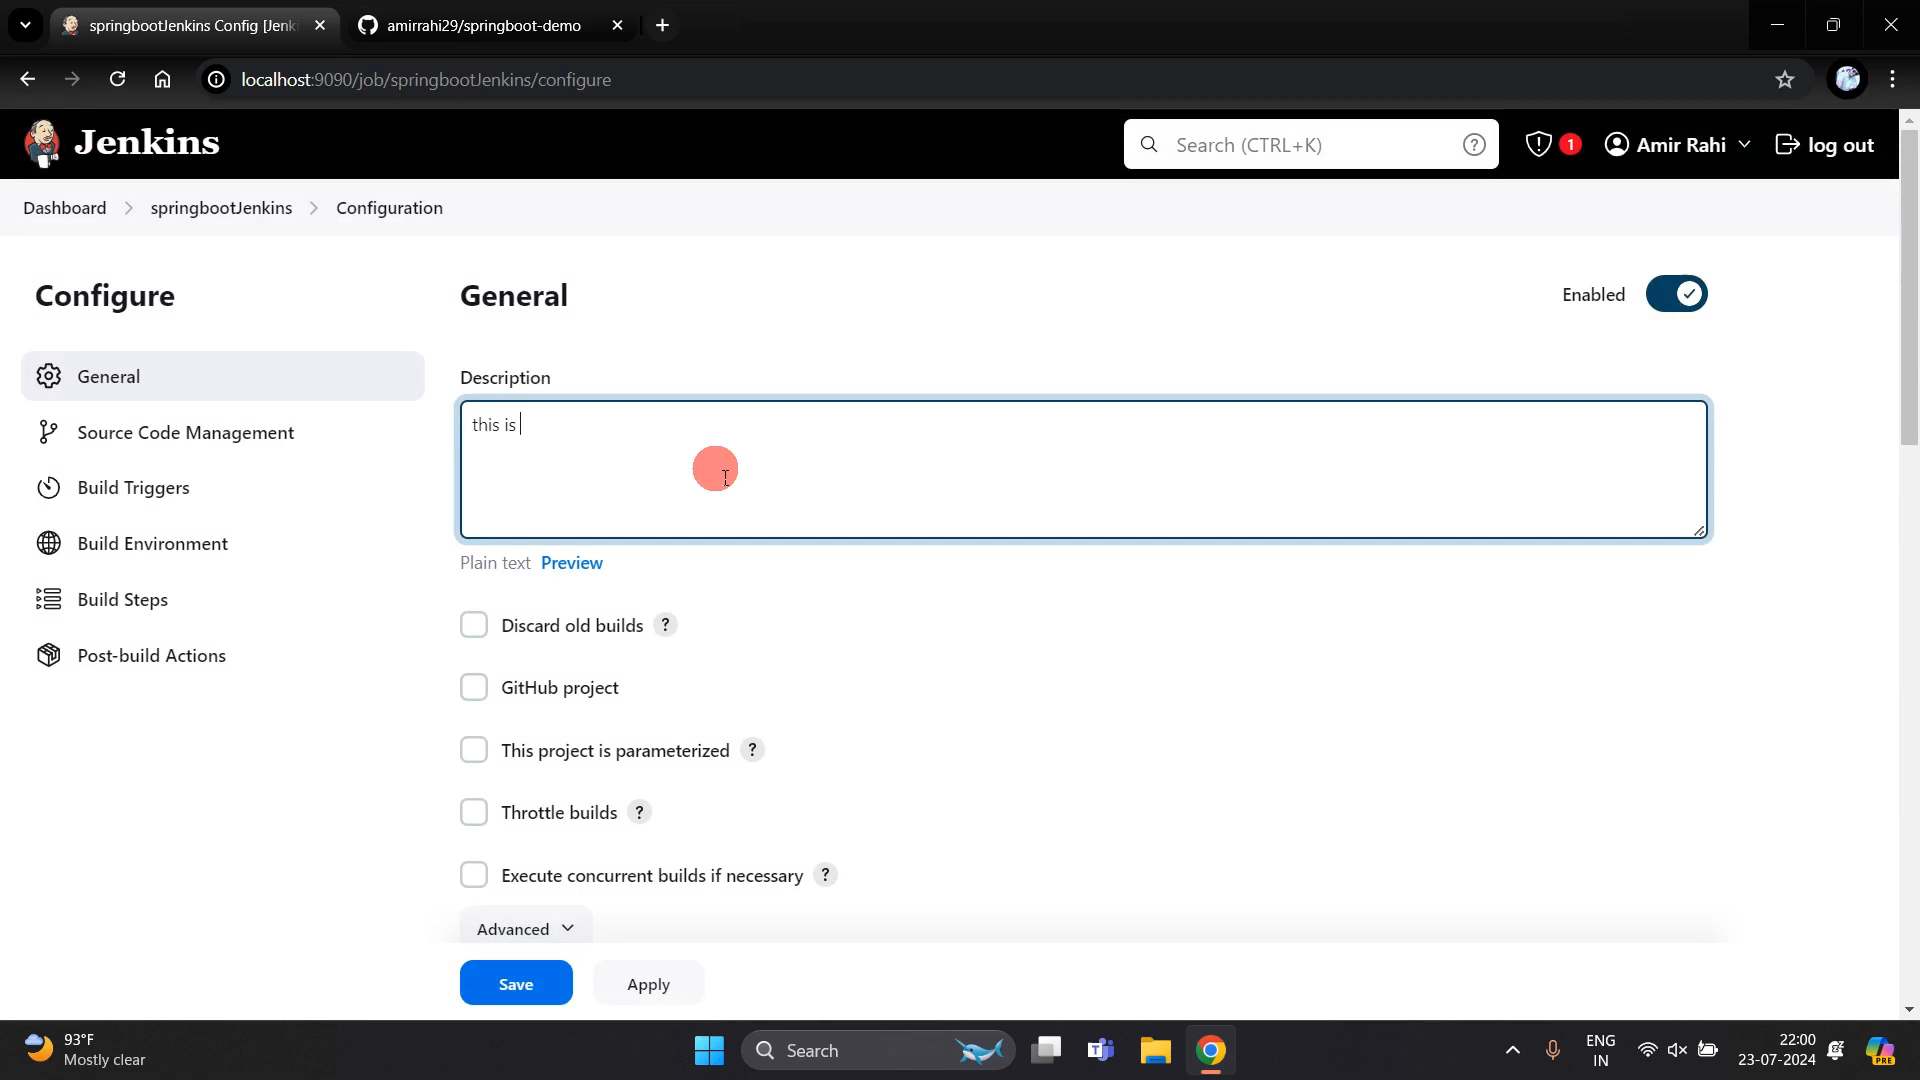 springbootJenkins Config [Jenk
amirrahi29/springboot-demo
localhost:9090/job/springbootJenkins/configure
Jenkins
Search (CTRL+K)
?
1
Amir Rahi
log out
Dashboard
springbootJenkins
Configuration
Configure
General
Enabled
General
Source Code Management
Build Triggers
Build Environment
Build Steps
Post-build Actions
Description
this is
Plain text Preview
Discard old builds ?
GitHub project
This project is parameterized ?
Throttle builds ?
Execute concurrent builds if necessary ?
Advanced
Save
Apply
93°F
Mostly clear
Search
ENG
IN
22:00
23-07-2024
PRE